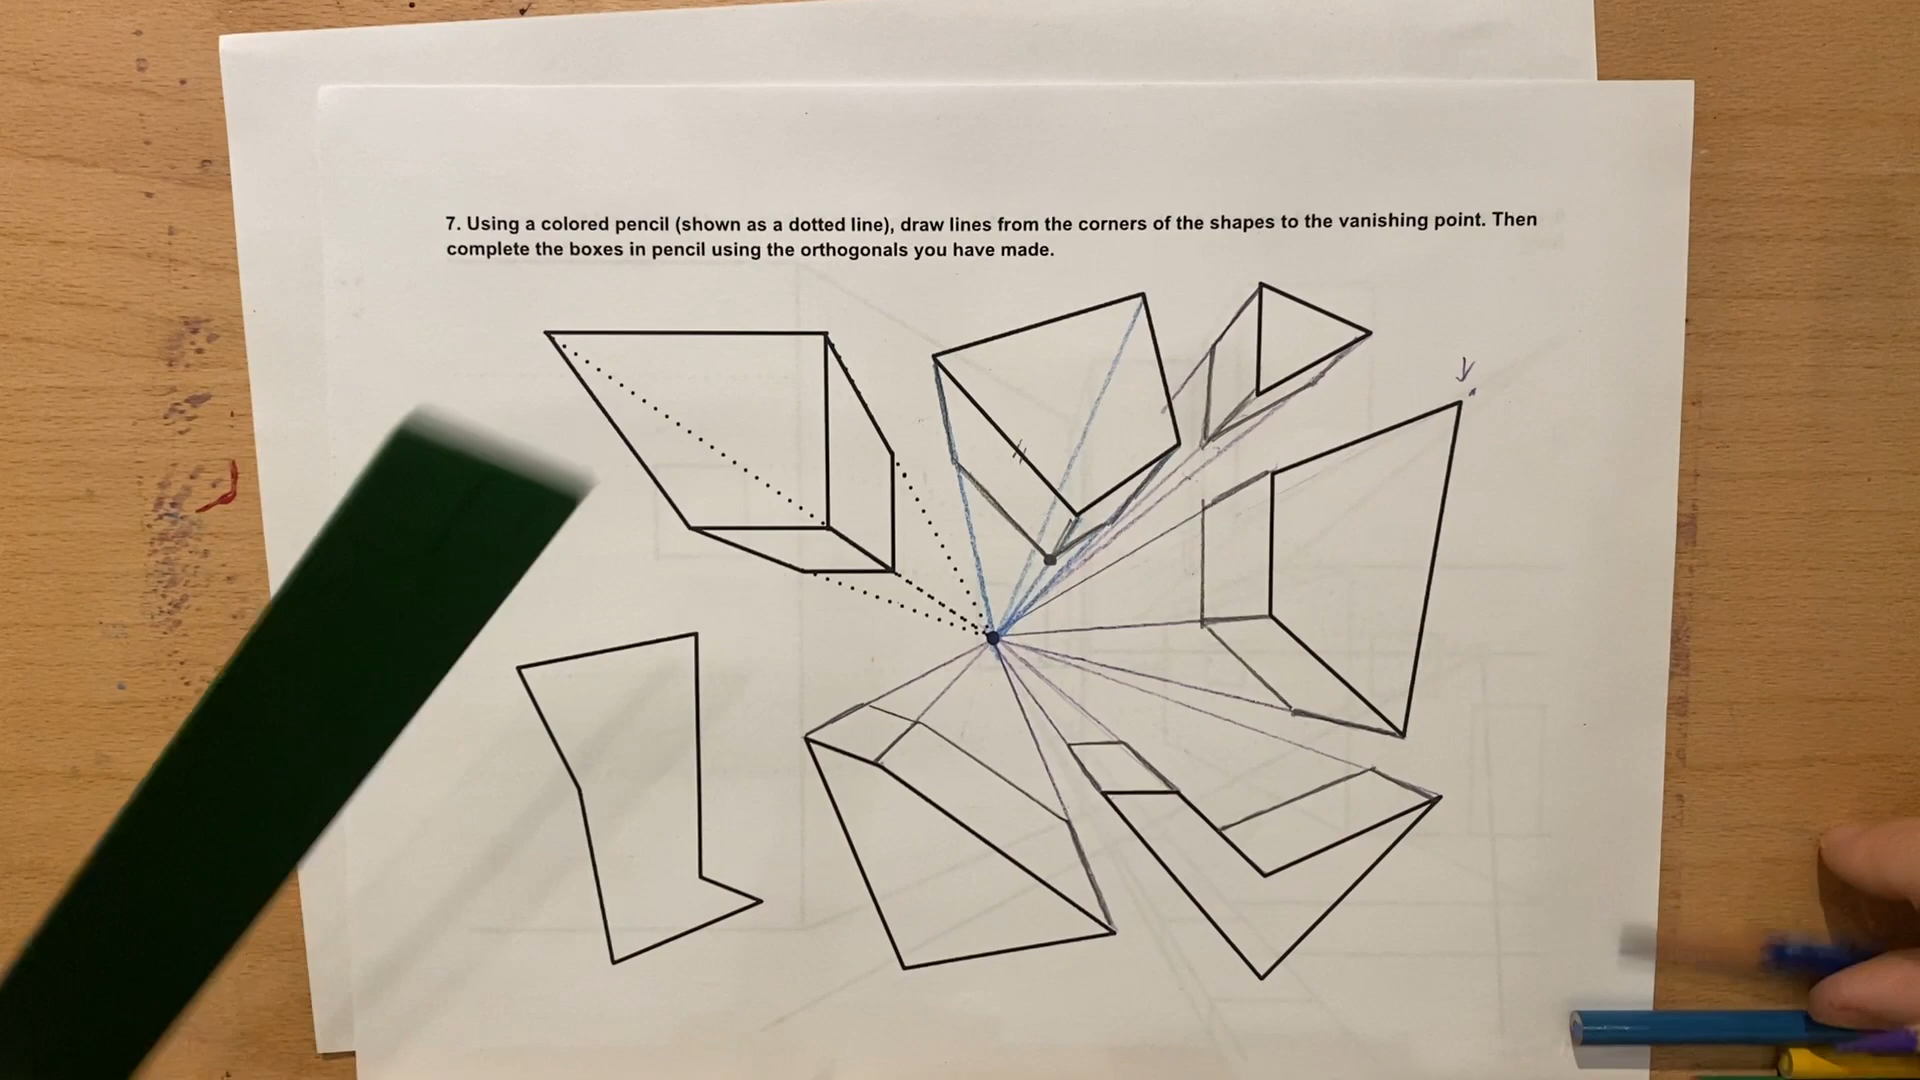 7. Using a colored pencil (shown as a dotted line), draw lines from the corners of the shapes to the vanishing point. Then
complete the boxes in pencil using the orthogonals you have made.